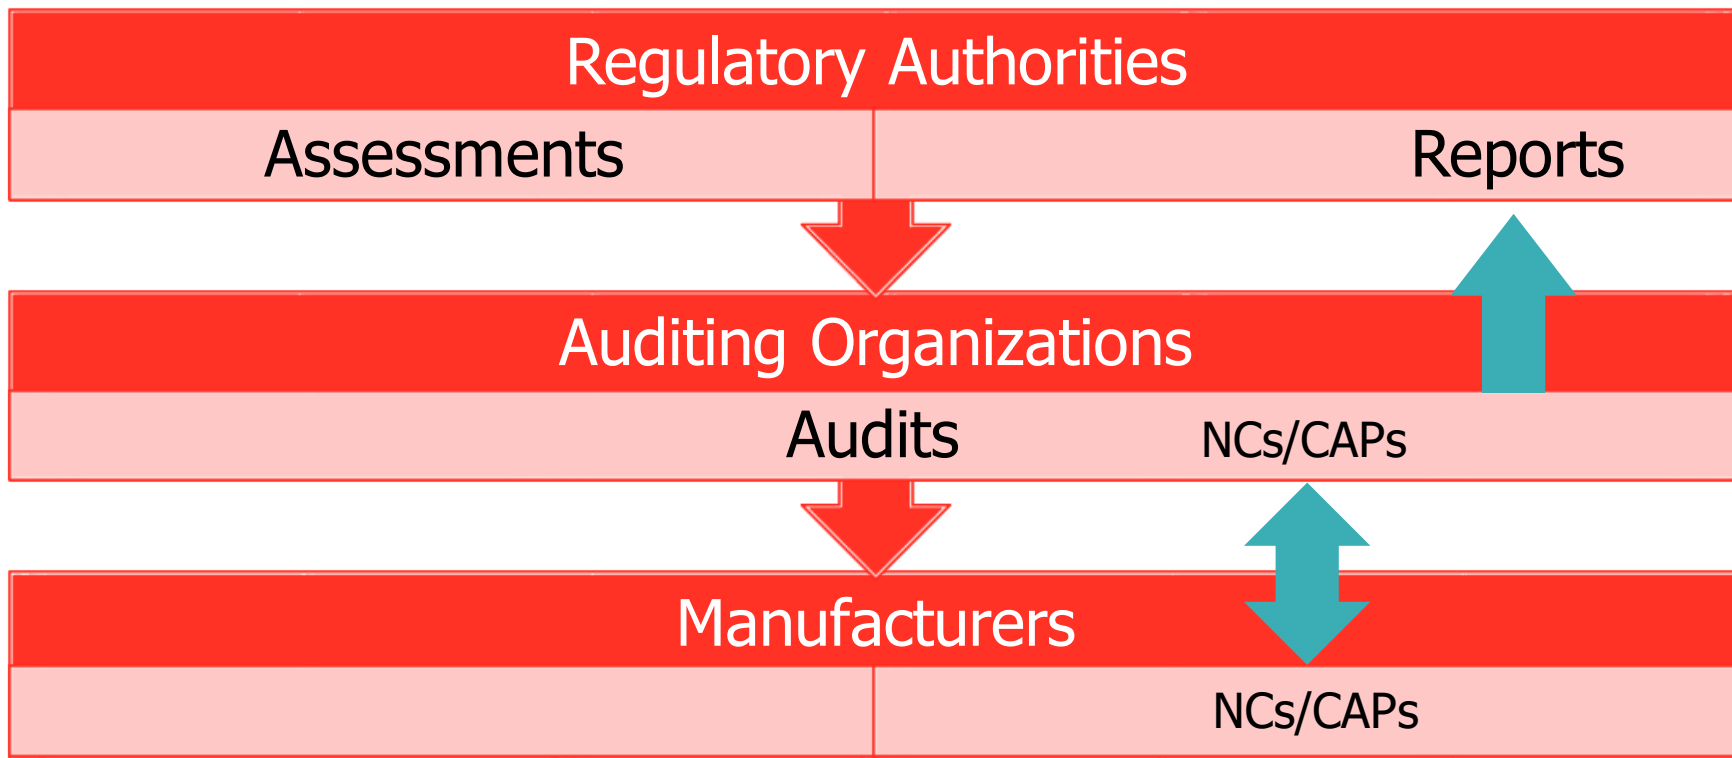 Regulatory Authorities
Assessments Reports
Auditing Organizations
Audits NCs/CAPs
Manufacturers
NCs/CAPs